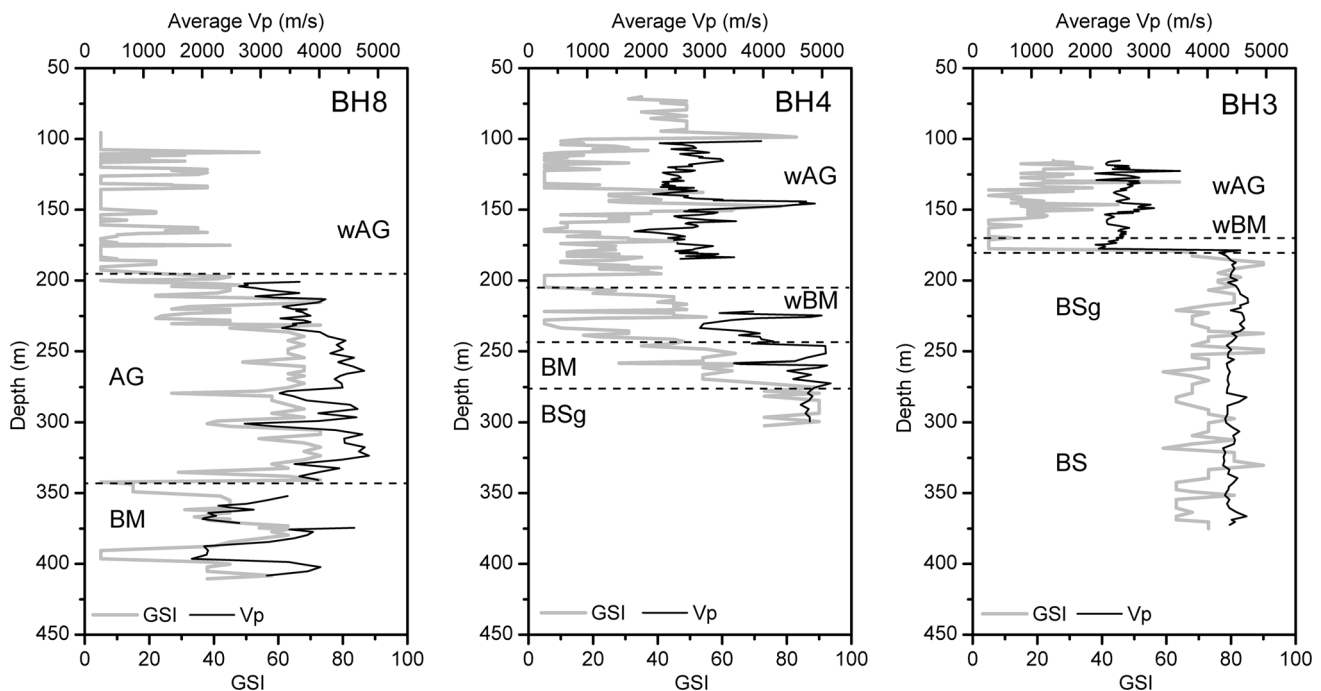 Average Vp (m/s)
0 1000 2000 3000 4000 5000
50
100
150
200
250
300
350
400
450
Depth (m)
BH8
wAG
AG
BM
GSI Vp
0 20 40 60 80 100
GSI
Average Vp (m/s)
0 1000 2000 3000 4000 5000
50
100
150
200
250
300
350
400
450
Depth (m)
BH4
wAG
wBM
BM
BSg
GSI Vp
0 20 40 60 80 100
GSI
Average Vp (m/s)
0 1000 2000 3000 4000 5000
50
100
150
200
250
300
350
400
450
Depth (m)
BH3
wAG
wBM
BSg
BS
GSI Vp
0 20 40 60 80 100
GSI